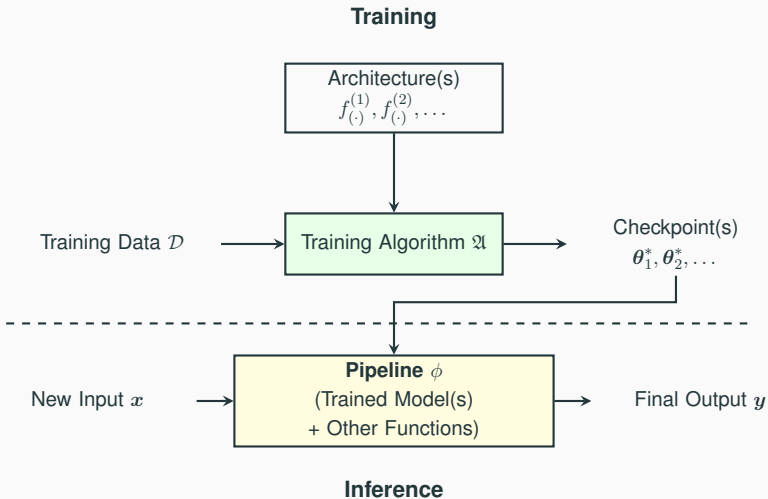 Training
Architecture(s)
f_{(·)}^{(1)}, f_{(·)}^{(2)}, …
Training Data 𝒟
Training Algorithm 𝔄
Checkpoint(s)
θ₁*, θ₂*, …
Pipeline ϕ
New Input x
(Trained Model(s)
Final Output y
+ Other Functions)
Inference